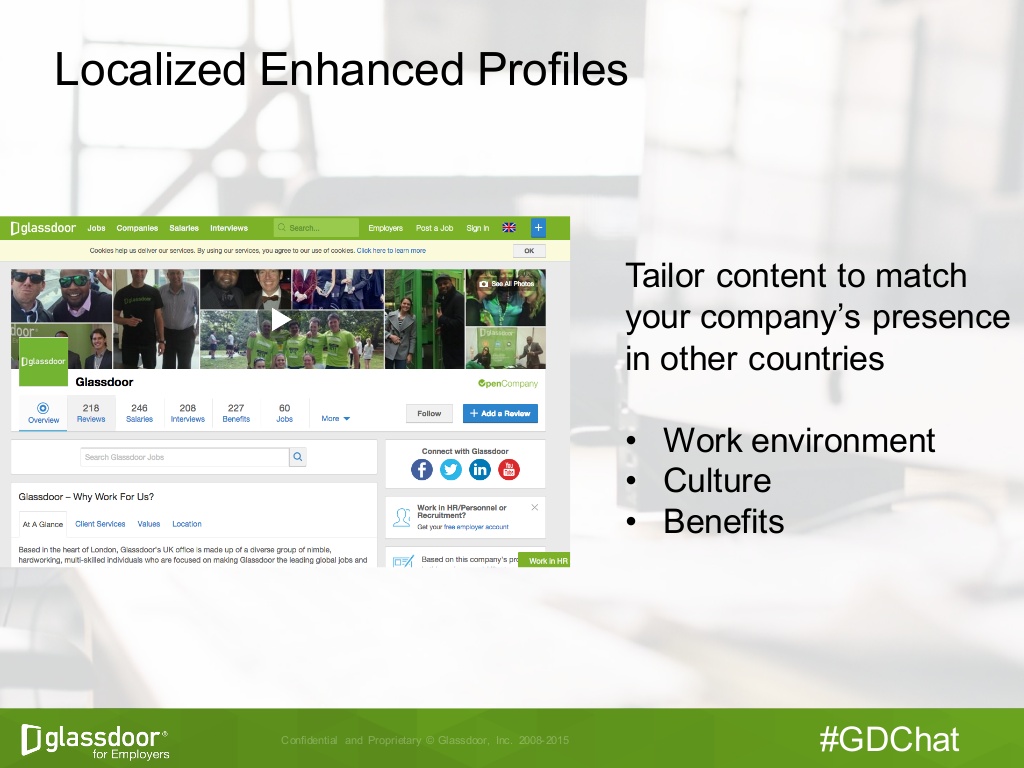 Localized Enhanced Profiles
glassdoor Jobs Companies Salaries Interviews Search... Employers Post a Job Sign In +
Cookies help us deliver our services. By using our services, you agree to our use of cookies. Click here to learn more OK
See All Photos
glassdoor
Glassdoor
OpenCompany
Overview
218 Reviews
246 Salaries
208 Interviews
227 Benefits
60 Jobs
More
Follow
+ Add a Review
Search Glassdoor Jobs
Connect with Glassdoor
f in You Tube
Glassdoor – Why Work For Us?
At A Glance Client Services Values Location
Based in the heart of London, Glassdoor's UK office is made up of a diverse group of nimble,
hardworking, multi-skilled individuals who are focused on making Glassdoor the leading global jobs and
Work in HR/Personnel or
Recruitment?
Get your free employer account
Based on this company's
Work in HR
Tailor content to match
your company’s presence
in other countries
• Work environment
• Culture
• Benefits
glassdoor®
for Employers
Confidential and Proprietary © Glassdoor, Inc. 2008-2015
#GDChat